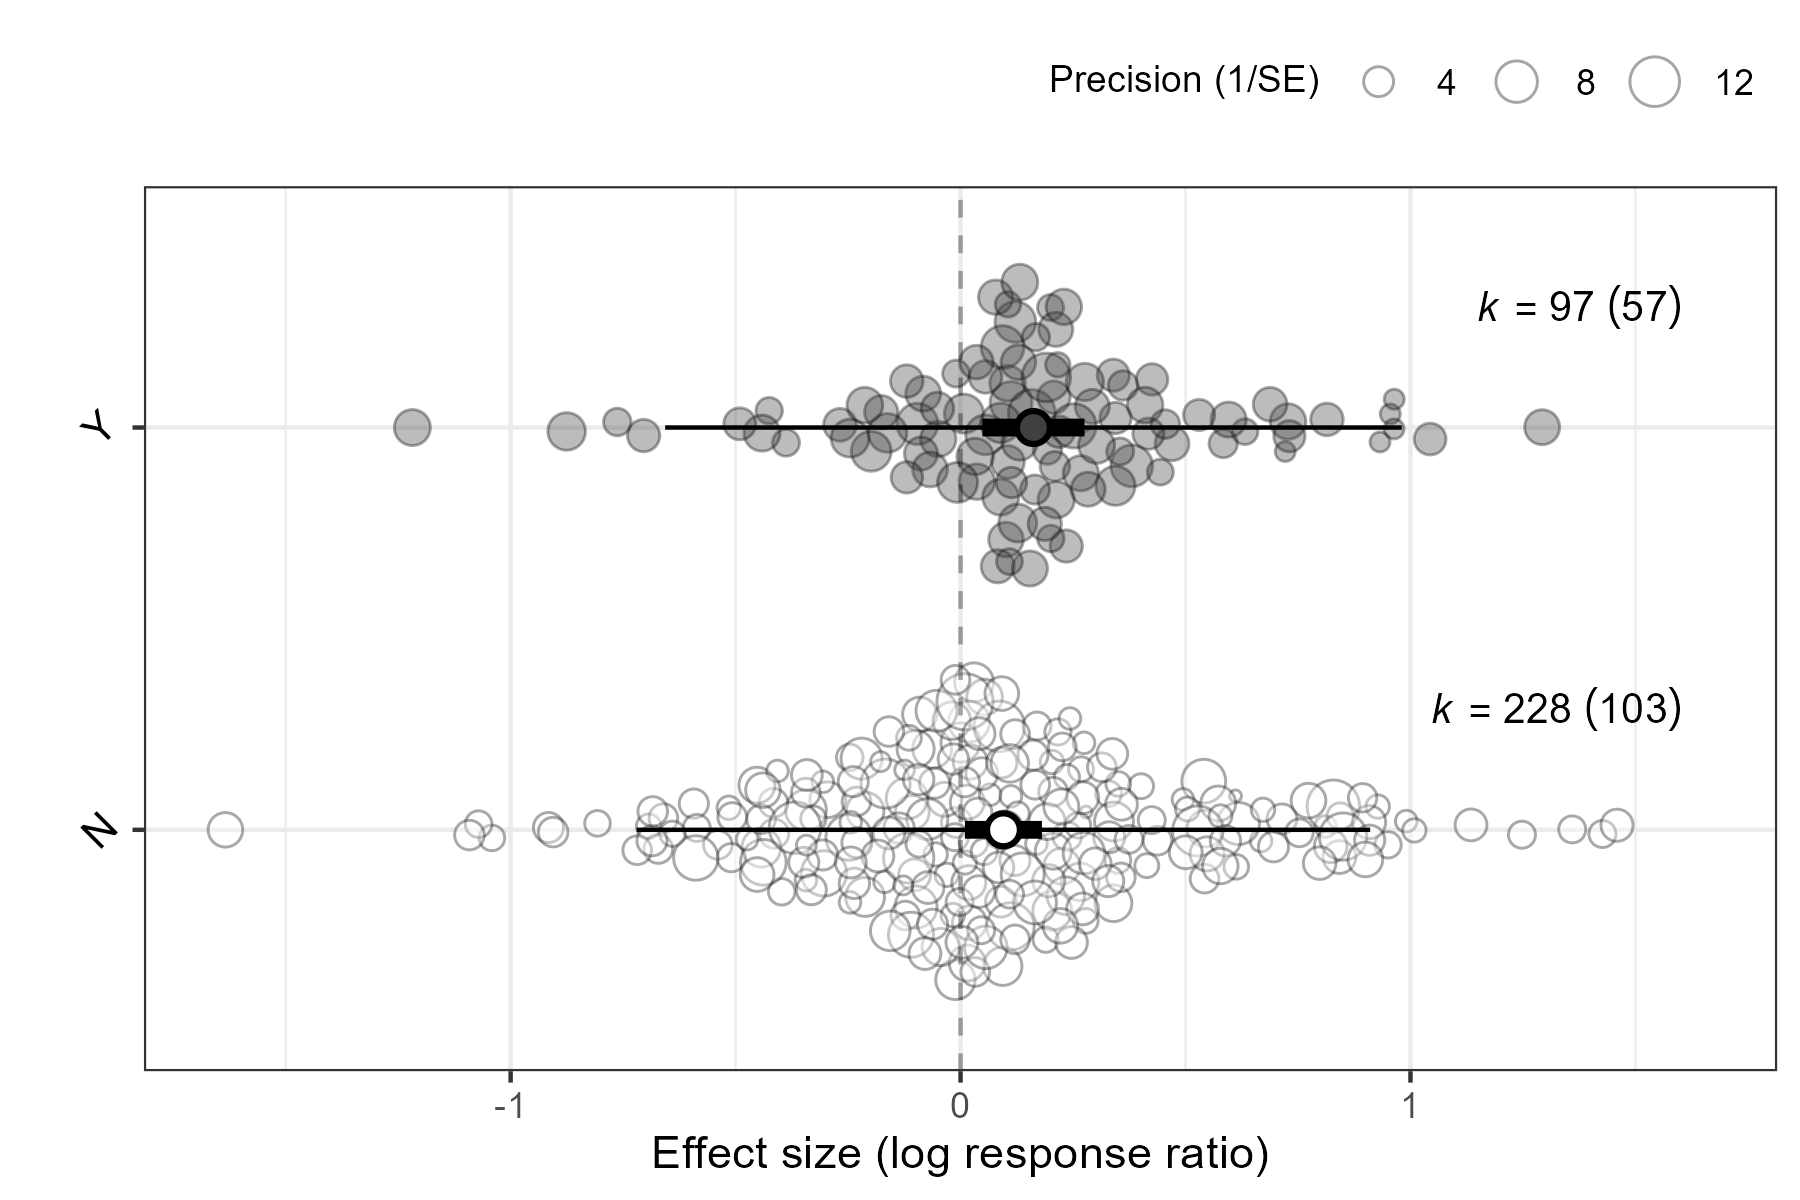 Precision (1/SE) 4 8 12
Y
k = 97 (57)
N
k = 228 (103)
-1 0 1
Effect size (log response ratio)